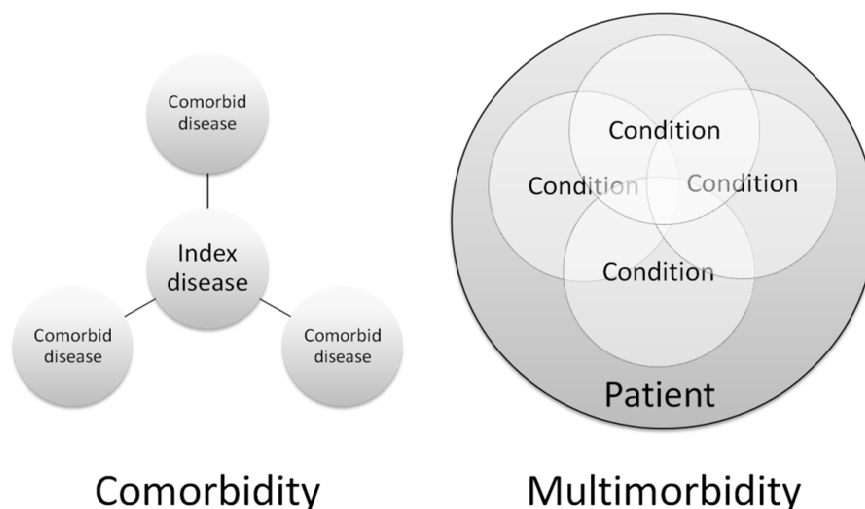 Comorbid
disease
Index
disease
Comorbid
disease
Comorbid
disease
Comorbidity
Condition
Condition
Condition
Condition
Patient
Multimorbidity